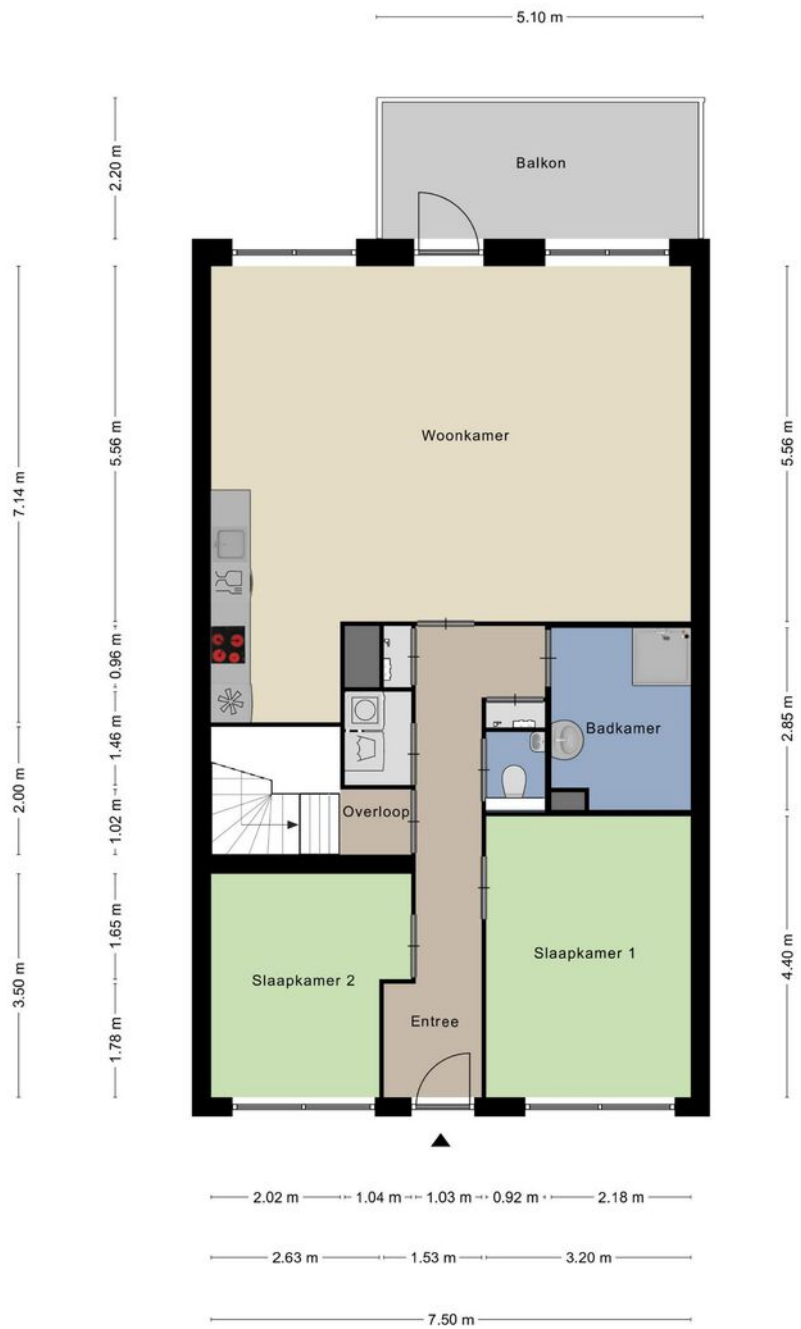 5.10 m
2.20 m
Balkon
7.14 m
5.56 m
Woonkamer
5.56 m
0.96 m
1.46 m
2.85 m
Badkamer
2.00 m
1.02 m
Overloop
3.50 m
1.65 m
1.78 m
Slaapkamer 2
Slaapkamer 1
4.40 m
Entree
2.02 m
1.04 m
1.03 m
0.92 m
2.18 m
2.63 m
1.53 m
3.20 m
7.50 m